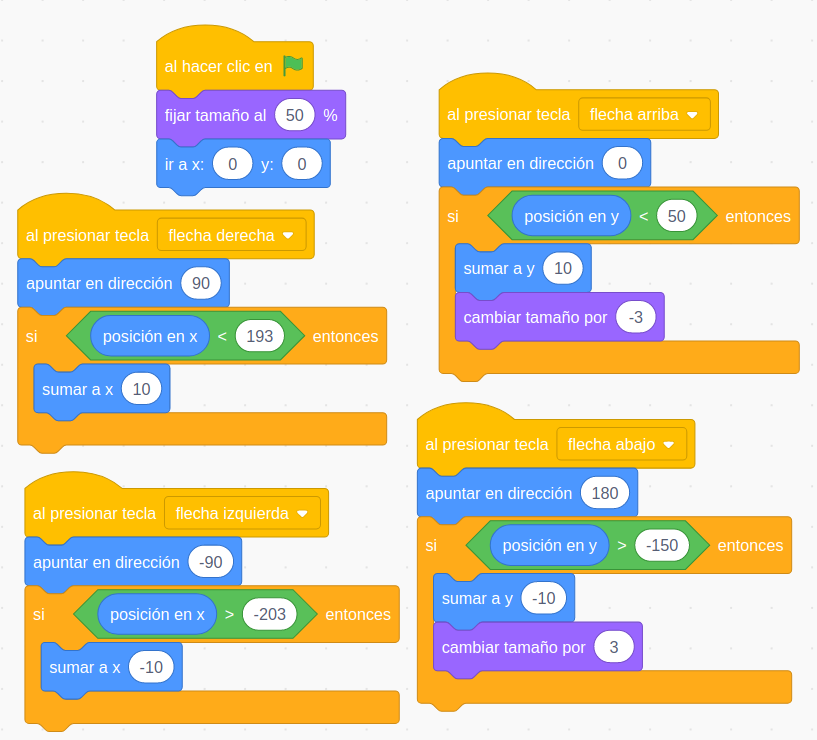 al hacer clic en
fijar tamaño al 50 %
ir a x: 0 y: 0
al presionar tecla flecha derecha
apuntar en dirección 90
si posición en x < 193 entonces
sumar a x 10
al presionar tecla flecha izquierda
apuntar en dirección -90
si posición en x > -203 entonces
sumar a x -10
al presionar tecla flecha arriba
apuntar en dirección 0
si posición en y < 50 entonces
sumar a y 10
cambiar tamaño por -3
al presionar tecla flecha abajo
apuntar en dirección 180
si posición en y > -150 entonces
sumar a y -10
cambiar tamaño por 3